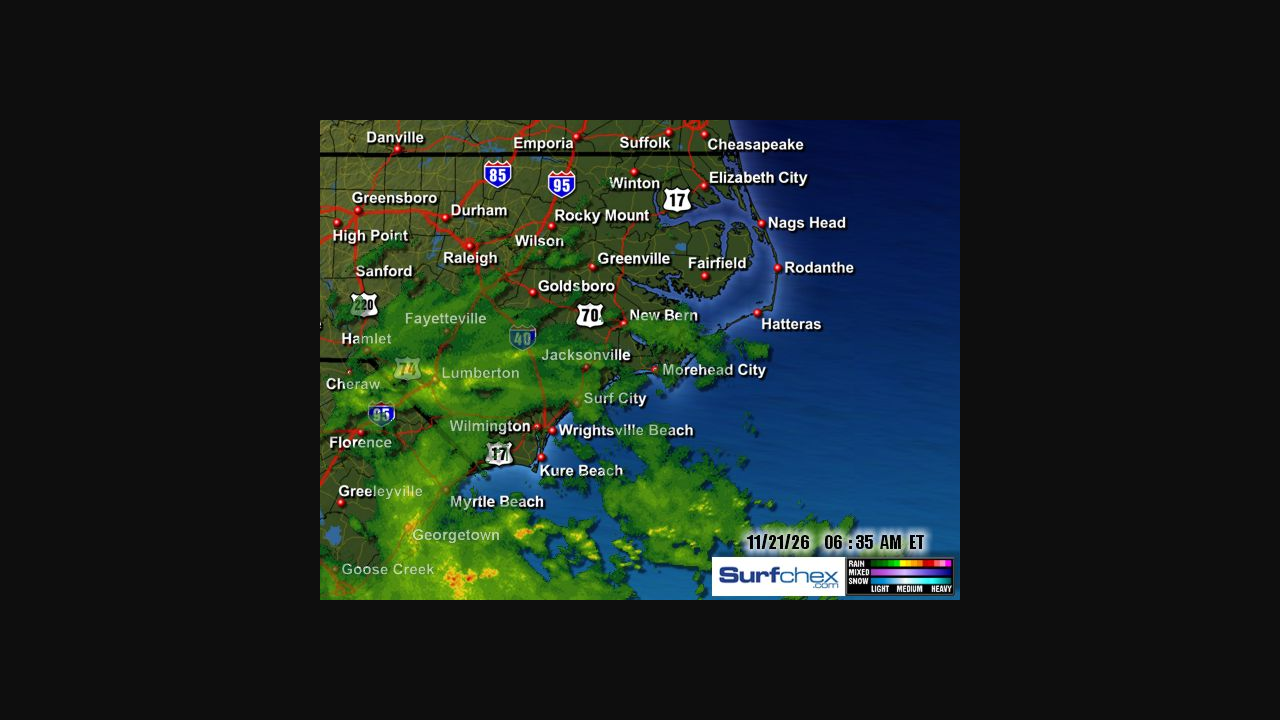 Danville
Emporia
Suffolk
Cheasapeake
85
95
Winton
Elizabeth City
17
Greensboro
Durham
Rocky Mount
Nags Head
High Point
Wilson
Raleigh
Greenville
Fairfield
Rodanthe
Sanford
Goldsboro
220
Fayetteville
70
New Bern
Hatteras
Hamlet
40
Jacksonville
74
Lumberton
Morehead City
Cheraw
Surf City
95
Wilmington
Wrightsville Beach
Florence
17
Kure Beach
Greeleyville
Myrtle Beach
Georgetown
11/21/26 06:35 AM ET
Goose Creek
Surfchex
.com
RAIN
MIXED
SNOW
LIGHT MEDIUM HEAVY